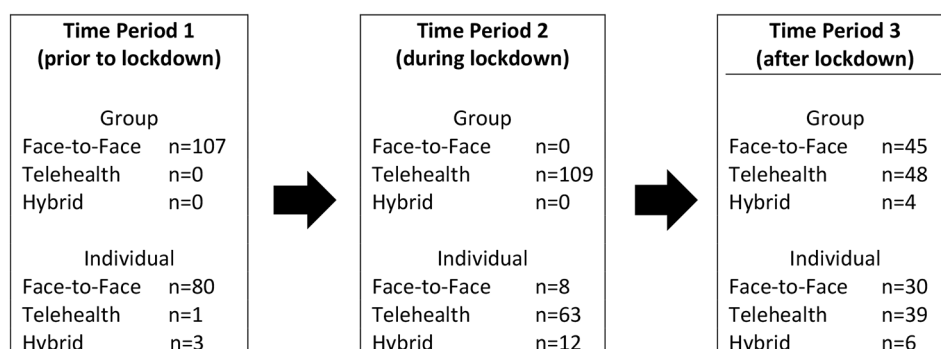 Time Period 1
(prior to lockdown)
Group
Face-to-Face n=107
Telehealth n=0
Hybrid n=0
Individual
Face-to-Face n=80
Telehealth n=1
Hybrid n=3
Time Period 2
(during lockdown)
Group
Face-to-Face n=0
Telehealth n=109
Hybrid n=0
Individual
Face-to-Face n=8
Telehealth n=63
Hybrid n=12
Time Period 3
(after lockdown)
Group
Face-to-Face n=45
Telehealth n=48
Hybrid n=4
Individual
Face-to-Face n=30
Telehealth n=39
Hybrid n=6